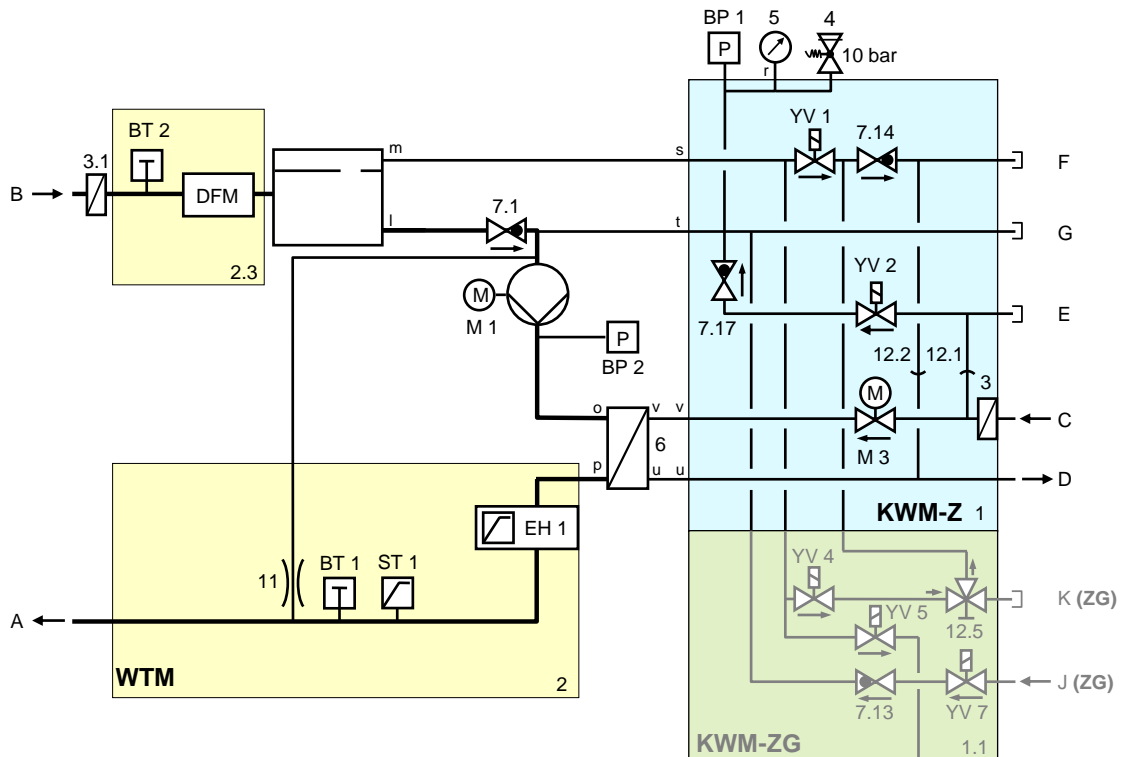 BP 1
5
4
P
r
10 bar
YV 1
7.14
BT 2
3.1
m
s
F
B
DFM
l
7.1
t
G
2.3
YV 2
M
M 1
E
7.17
P
BP 2
12.2
12.1
3
M
o
v
v
C
6
M 3
p
u
u
D
KWM-Z
1
EH 1
YV 4
BT 1
ST 1
11
K (ZG)
YV 5
12.5
A
WTM
2
J (ZG)
7.13
YV 7
KWM-ZG
1.1